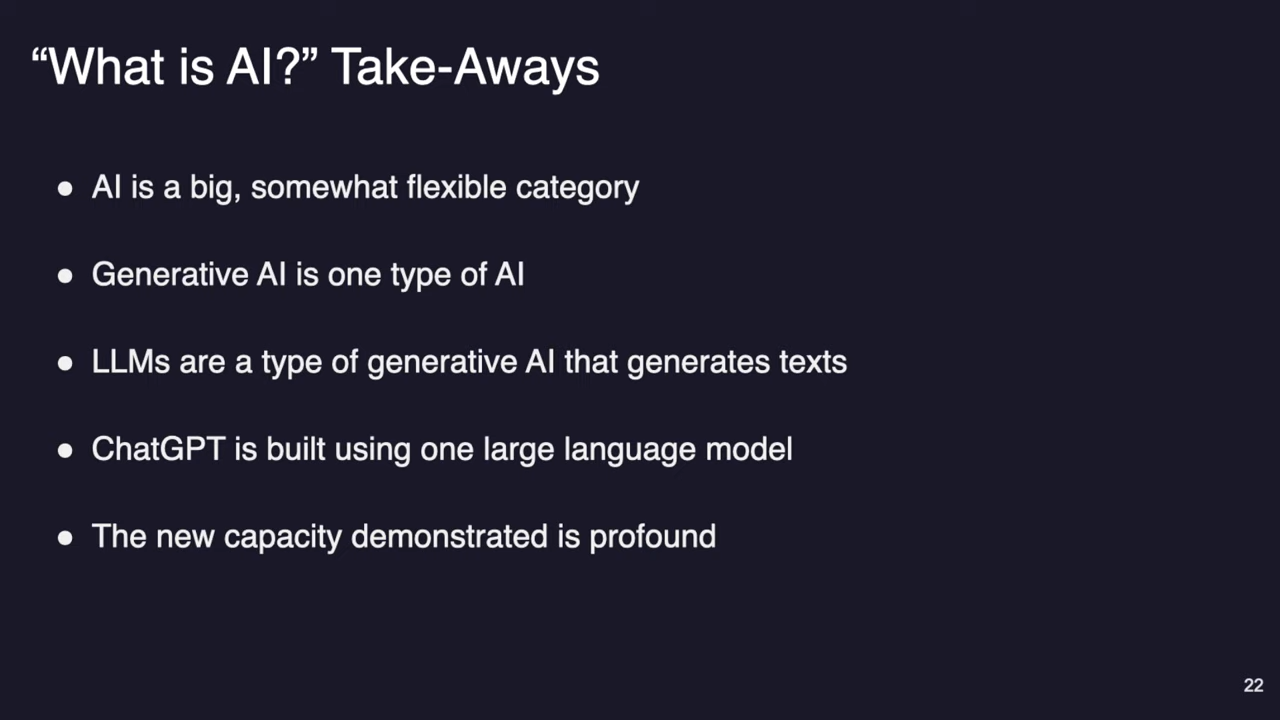 “What is AI?” Take-Aways
● AI is a big, somewhat flexible category
● Generative AI is one type of AI
● LLMs are a type of generative AI that generates texts
● ChatGPT is built using one large language model
● The new capacity demonstrated is profound
22